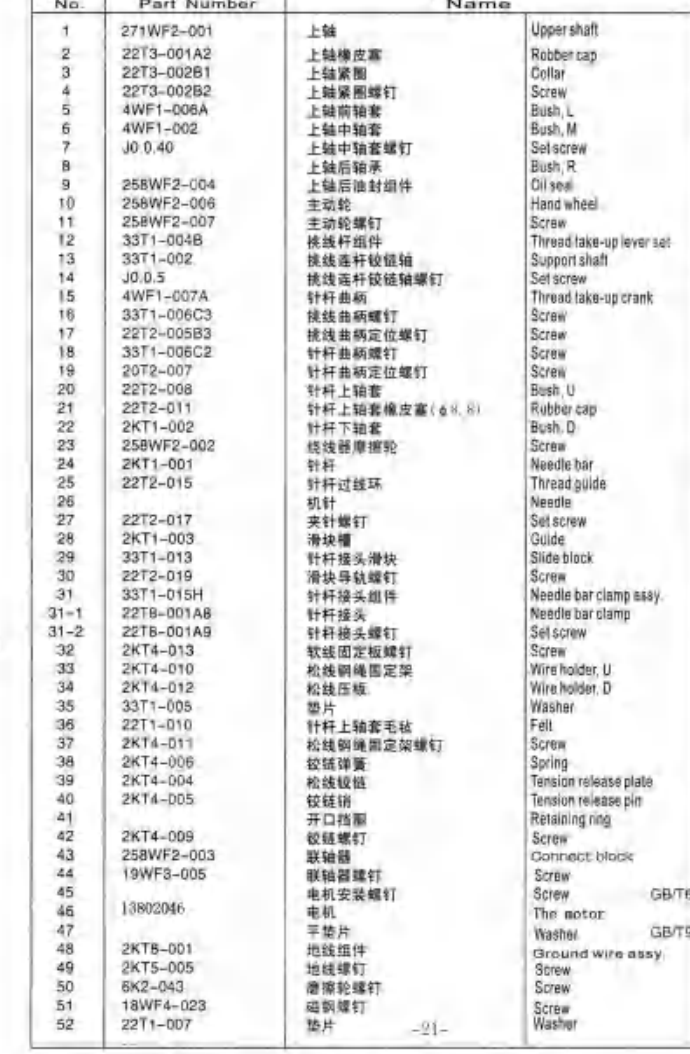 No. Part Number Name
1 271WF2-001 上轴 Upper shaft
2 22T3-001A2 上轴橡皮塞 Robber cap
3 22T3-002B1 上轴紧圈 Collar
4 22T3-002B2 上轴紧圈螺钉 Screw
5 4WF1-006A 上轴前轴套 Bush, L
6 4WF1-002 上轴中轴套 Bush, M
7 J0.0.40 上轴中轴套螺钉 Set screw
8 上轴后轴承 Bush, R
9 258WF2-004 上轴后油封组件 Oil seal
10 258WF2-006 主动轮 Hand wheel
11 258WF2-007 主动轮螺钉 Screw
12 33T1-004B 挑线杆组件 Thread take-up lever set
13 33T1-002 挑线连杆铰链轴 Support shaft
14 J0.0.5 挑线连杆铰链轴螺钉 Set screw
15 4WF1-007A 针杆曲柄 Thread take-up crank
16 33T1-006C3 挑线曲柄螺钉 Screw
17 22T2-005B3 挑线曲柄定位螺钉 Screw
18 33T1-006C2 针杆曲柄螺钉 Screw
19 20T2-007 针杆曲柄定位螺钉 Screw
20 22T2-008 针杆上轴套 Bush, U
21 22T2-011 针杆上轴套橡皮塞(φ8.8) Rubber cap
22 2KT1-002 针杆下轴套 Bush, D
23 258WF2-002 绕线器摩擦轮 Screw
24 2KT1-001 针杆 Needle bar
25 22T2-015 针杆过线环 Thread guide
26 机针 Needle
27 22T2-017 夹针螺钉 Set screw
28 2KT1-003 滑块槽 Guide
29 33T1-013 针杆接头滑块 Slide block
30 22T2-019 滑块导轨螺钉 Screw
31 33T1-015H 针杆接头组件 Needle bar clamp assy.
31-1 22T8-001A8 针杆接头 Needle bar clamp
31-2 22T8-001A9 针杆接头螺钉 Set screw
32 2KT4-013 软线固定板螺钉 Screw
33 2KT4-010 松线钢绳固定架 Wire holder, U
34 2KT4-012 松线压板 Wire holder, D
35 33T1-005 垫片 Washer
36 22T1-010 针杆上轴套毛毡 Felt
37 2KT4-011 松线钢绳固定架螺钉 Screw
38 2KT4-006 铰链弹簧 Spring
39 2KT4-004 松线铰链 Tension release plate
40 2KT4-005 铰链销 Tension release pin
41 开口挡圈 Retaining ring
42 2KT4-009 铰链螺钉 Screw
43 258WF2-003 联轴器 Connect block
44 19WF3-005 联轴器螺钉 Screw
45 电机安装螺钉 Screw GB/T6
46 13802046 电机 The motor
47 平垫片 Washer GB/T9
48 2KT8-001 地线组件 Ground wire assy
49 2KT5-005 地线螺钉 Screw
50 6K2-043 磨擦轮螺钉 Screw
51 18WF4-023 磁钢螺钉 Screw
52 22T1-007 垫片 Washer
-21-